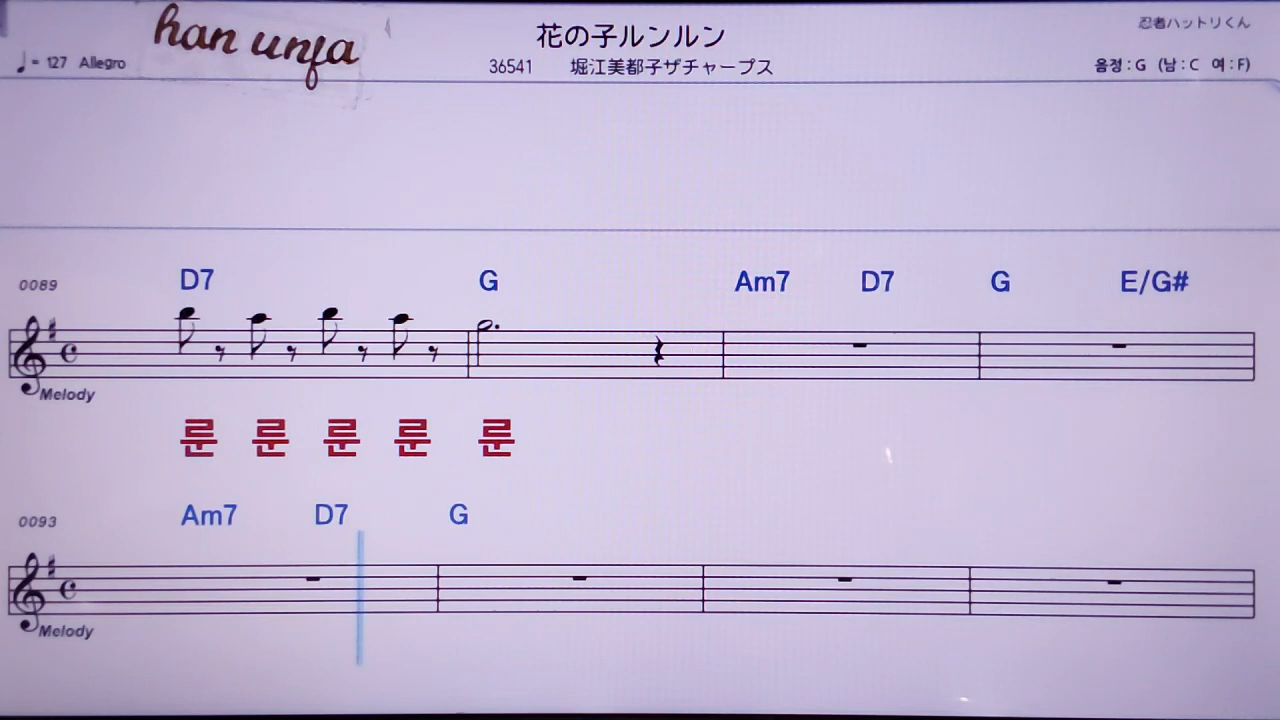 han unfa
花の子ルンルン
忍者ハットリくん
♩= 127 Allegro
36541 堀江美都子ザチャープス
음정 : G (남 : C 여 : F)
0089 D7 G Am7 D7 G E/G#
Melody
룬 룬 룬 룬 룬
0093 Am7 D7 G
Melody